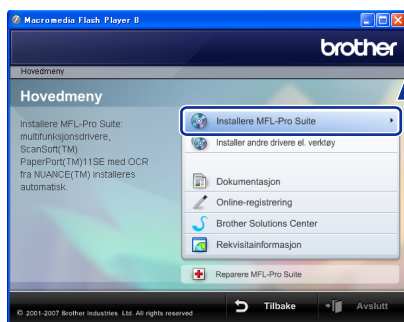 Macromedia Flash Player 8
brother
Hovedmeny
Hovedmeny
Installere MFL-Pro Suite:
multifunksjonsdrivere,
ScanSoft(TM)
PaperPort(TM)11SE med OCR
fra NUANCE(TM) installeres
automatisk.
Installere MFL-Pro Suite
Installer andre drivere el. verktøy
Dokumentasjon
Online-registrering
Brother Solutions Center
Rekvisitainformasjon
Reparere MFL-Pro Suite
© 2001-2007 Brother Industries Ltd. All rights reserved
Tilbake
Avslutt